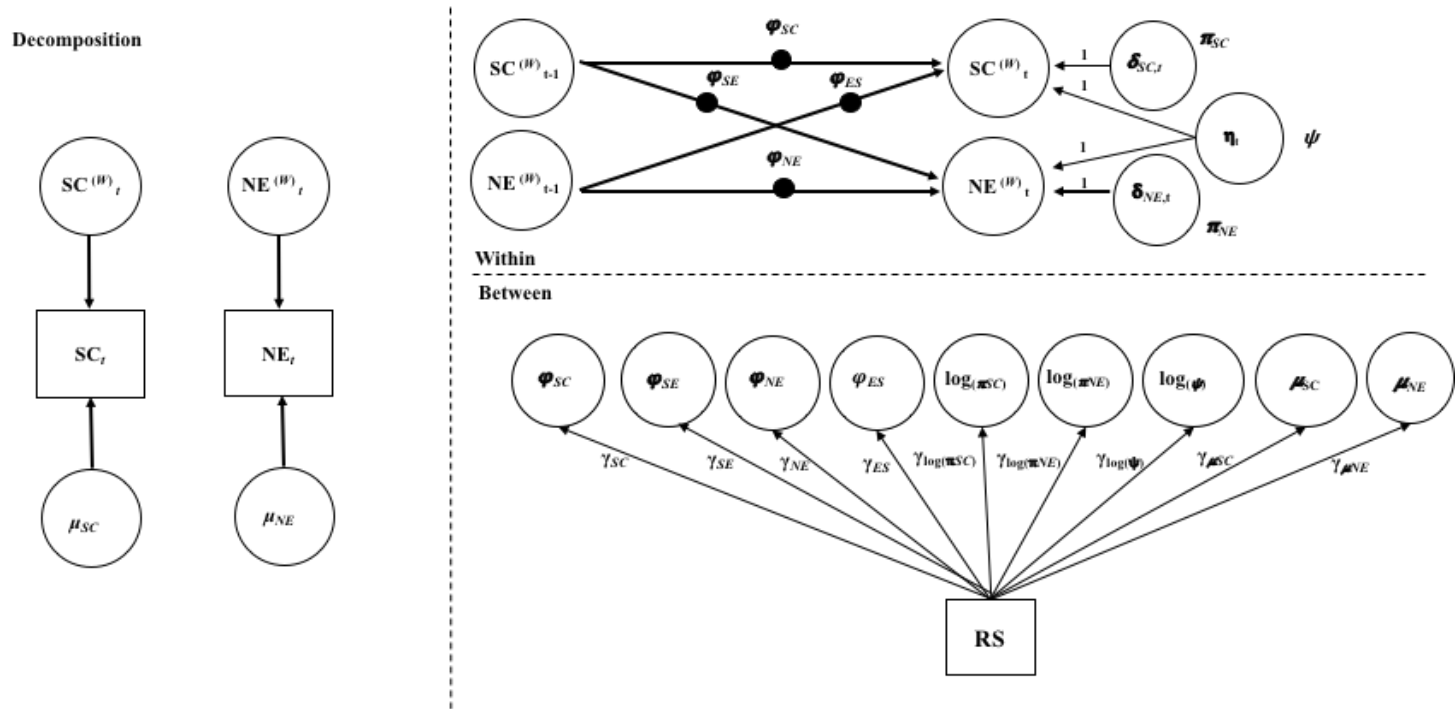 Decomposition
SC(W)t
NE(W)t
SCt
NEt
μSC
μNE
SC(W)t-1
φSC
SC(W)t
1
δSC,t
πSC
φSE
φES
1
ηt
ψ
NE(W)t-1
φNE
NE(W)t
1
1
δNE,t
πNE
Within
Between
φSC
φSE
φNE
φES
log(πSC)
log(πNE)
log(ψ)
μSC
μNE
γSC
γSE
γNE
γES
γlog(πSC)
γlog(πNE)
γlog(ψ)
γμSC
γμNE
RS